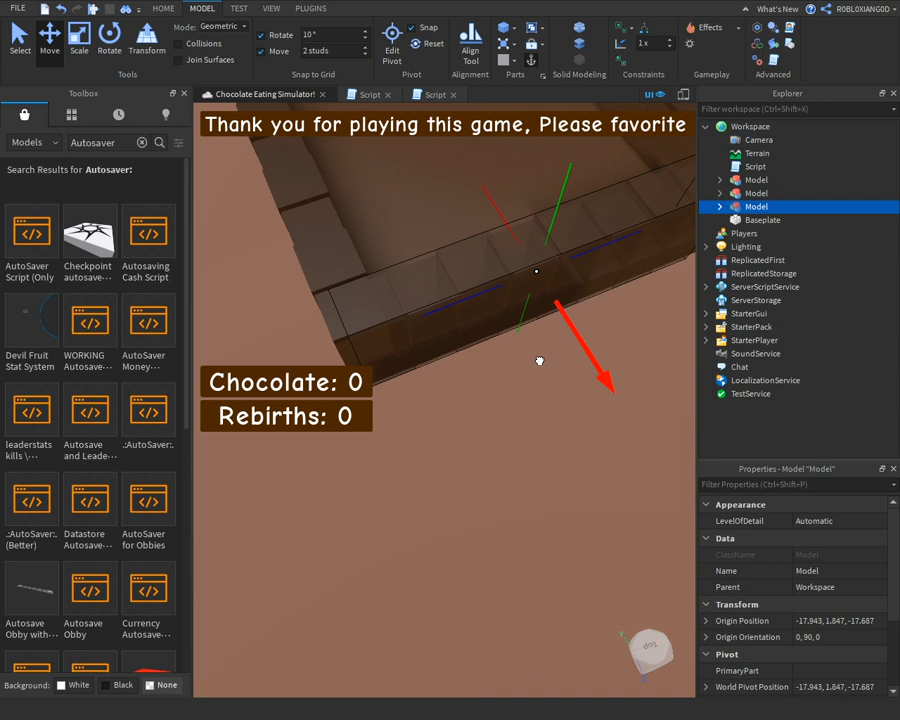 FILE
HOME
MODEL
TEST
VIEW
PLUGINS
What's New
ROBLOXIANGD
Select
Move
Scale
Rotate
Transform
Mode: Geometric
Collisions
Join Surfaces
Tools
Rotate
10 °
Move
2 studs
Snap to Grid
Edit
Pivot
Snap
Reset
Pivot
Align
Tool
Alignment
Parts
Solid Modeling
1 x
Constraints
Effects
Gameplay
Advanced
Toolbox
Chocolate Eating Simulator!
Script
Script
UI
Explorer
Filter workspace (Ctrl+Shift+X)
Models
Autosaver
Search Results for Autosaver:
AutoSaver
Script (Only
Checkpoint
autosave···
Autosaving
Cash Script
Devil Fruit
Stat System
WORKING
Autosave···
AutoSaver
Money···
leaderstats
kills \···
Autosave
and Leade···
.:AutoSaver:.
.:AutoSaver:.
(Better)
Datastore
Autosave···
AutoSaver
for Obbies
Autosave
Obby with···
Autosave
Obby
Currency
Autosave···
Background:
White
Black
None
Thank you for playing this game, Please favorite
Chocolate: 0
Rebirths: 0
TOP
Y
Workspace
Camera
Terrain
Script
Model
Model
Model
Baseplate
Players
Lighting
ReplicatedFirst
ReplicatedStorage
ServerScriptService
ServerStorage
StarterGui
StarterPack
StarterPlayer
SoundService
Chat
LocalizationService
TestService
Properties - Model "Model"
Filter Properties (Ctrl+Shift+P)
Appearance
LevelOfDetail Automatic
Data
ClassName Model
Name Model
Parent Workspace
Transform
Origin Position -17.943, 1.847, -17.687
Origin Orientation 0, 90, 0
Pivot
PrimaryPart
World Pivot Position -17.943, 1.847, -17.687